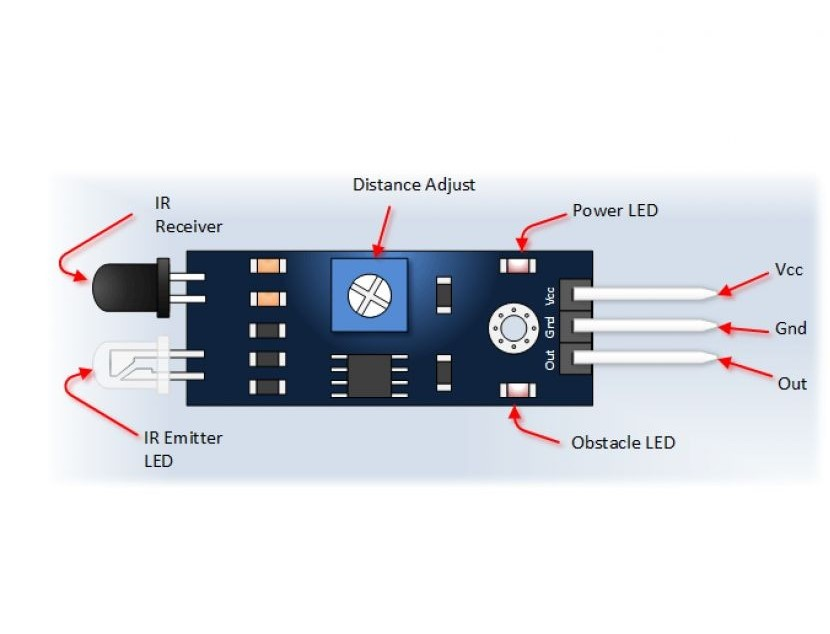 Distance Adjust
IR
Receiver
Power LED
Vcc
Gnd
Out
Vcc
Gnd
Out
IR Emitter
LED
Obstacle LED